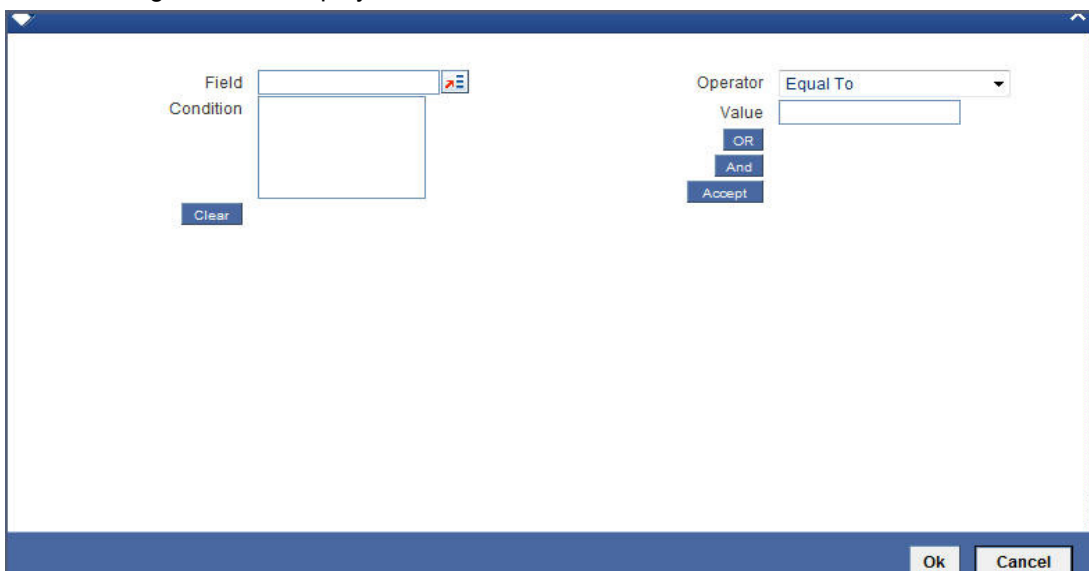 Field
Operator Equal To
Condition
Value
OR
And
Accept
Clear
Ok Cancel